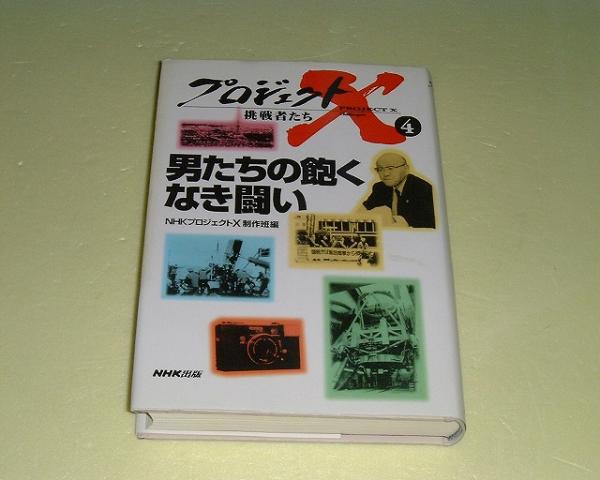 プロジェクト
X
PROJECT X
挑戦者たち
4
男たちの飽く
なき闘い
NHKプロジェクトX 制作班編
NHK出版